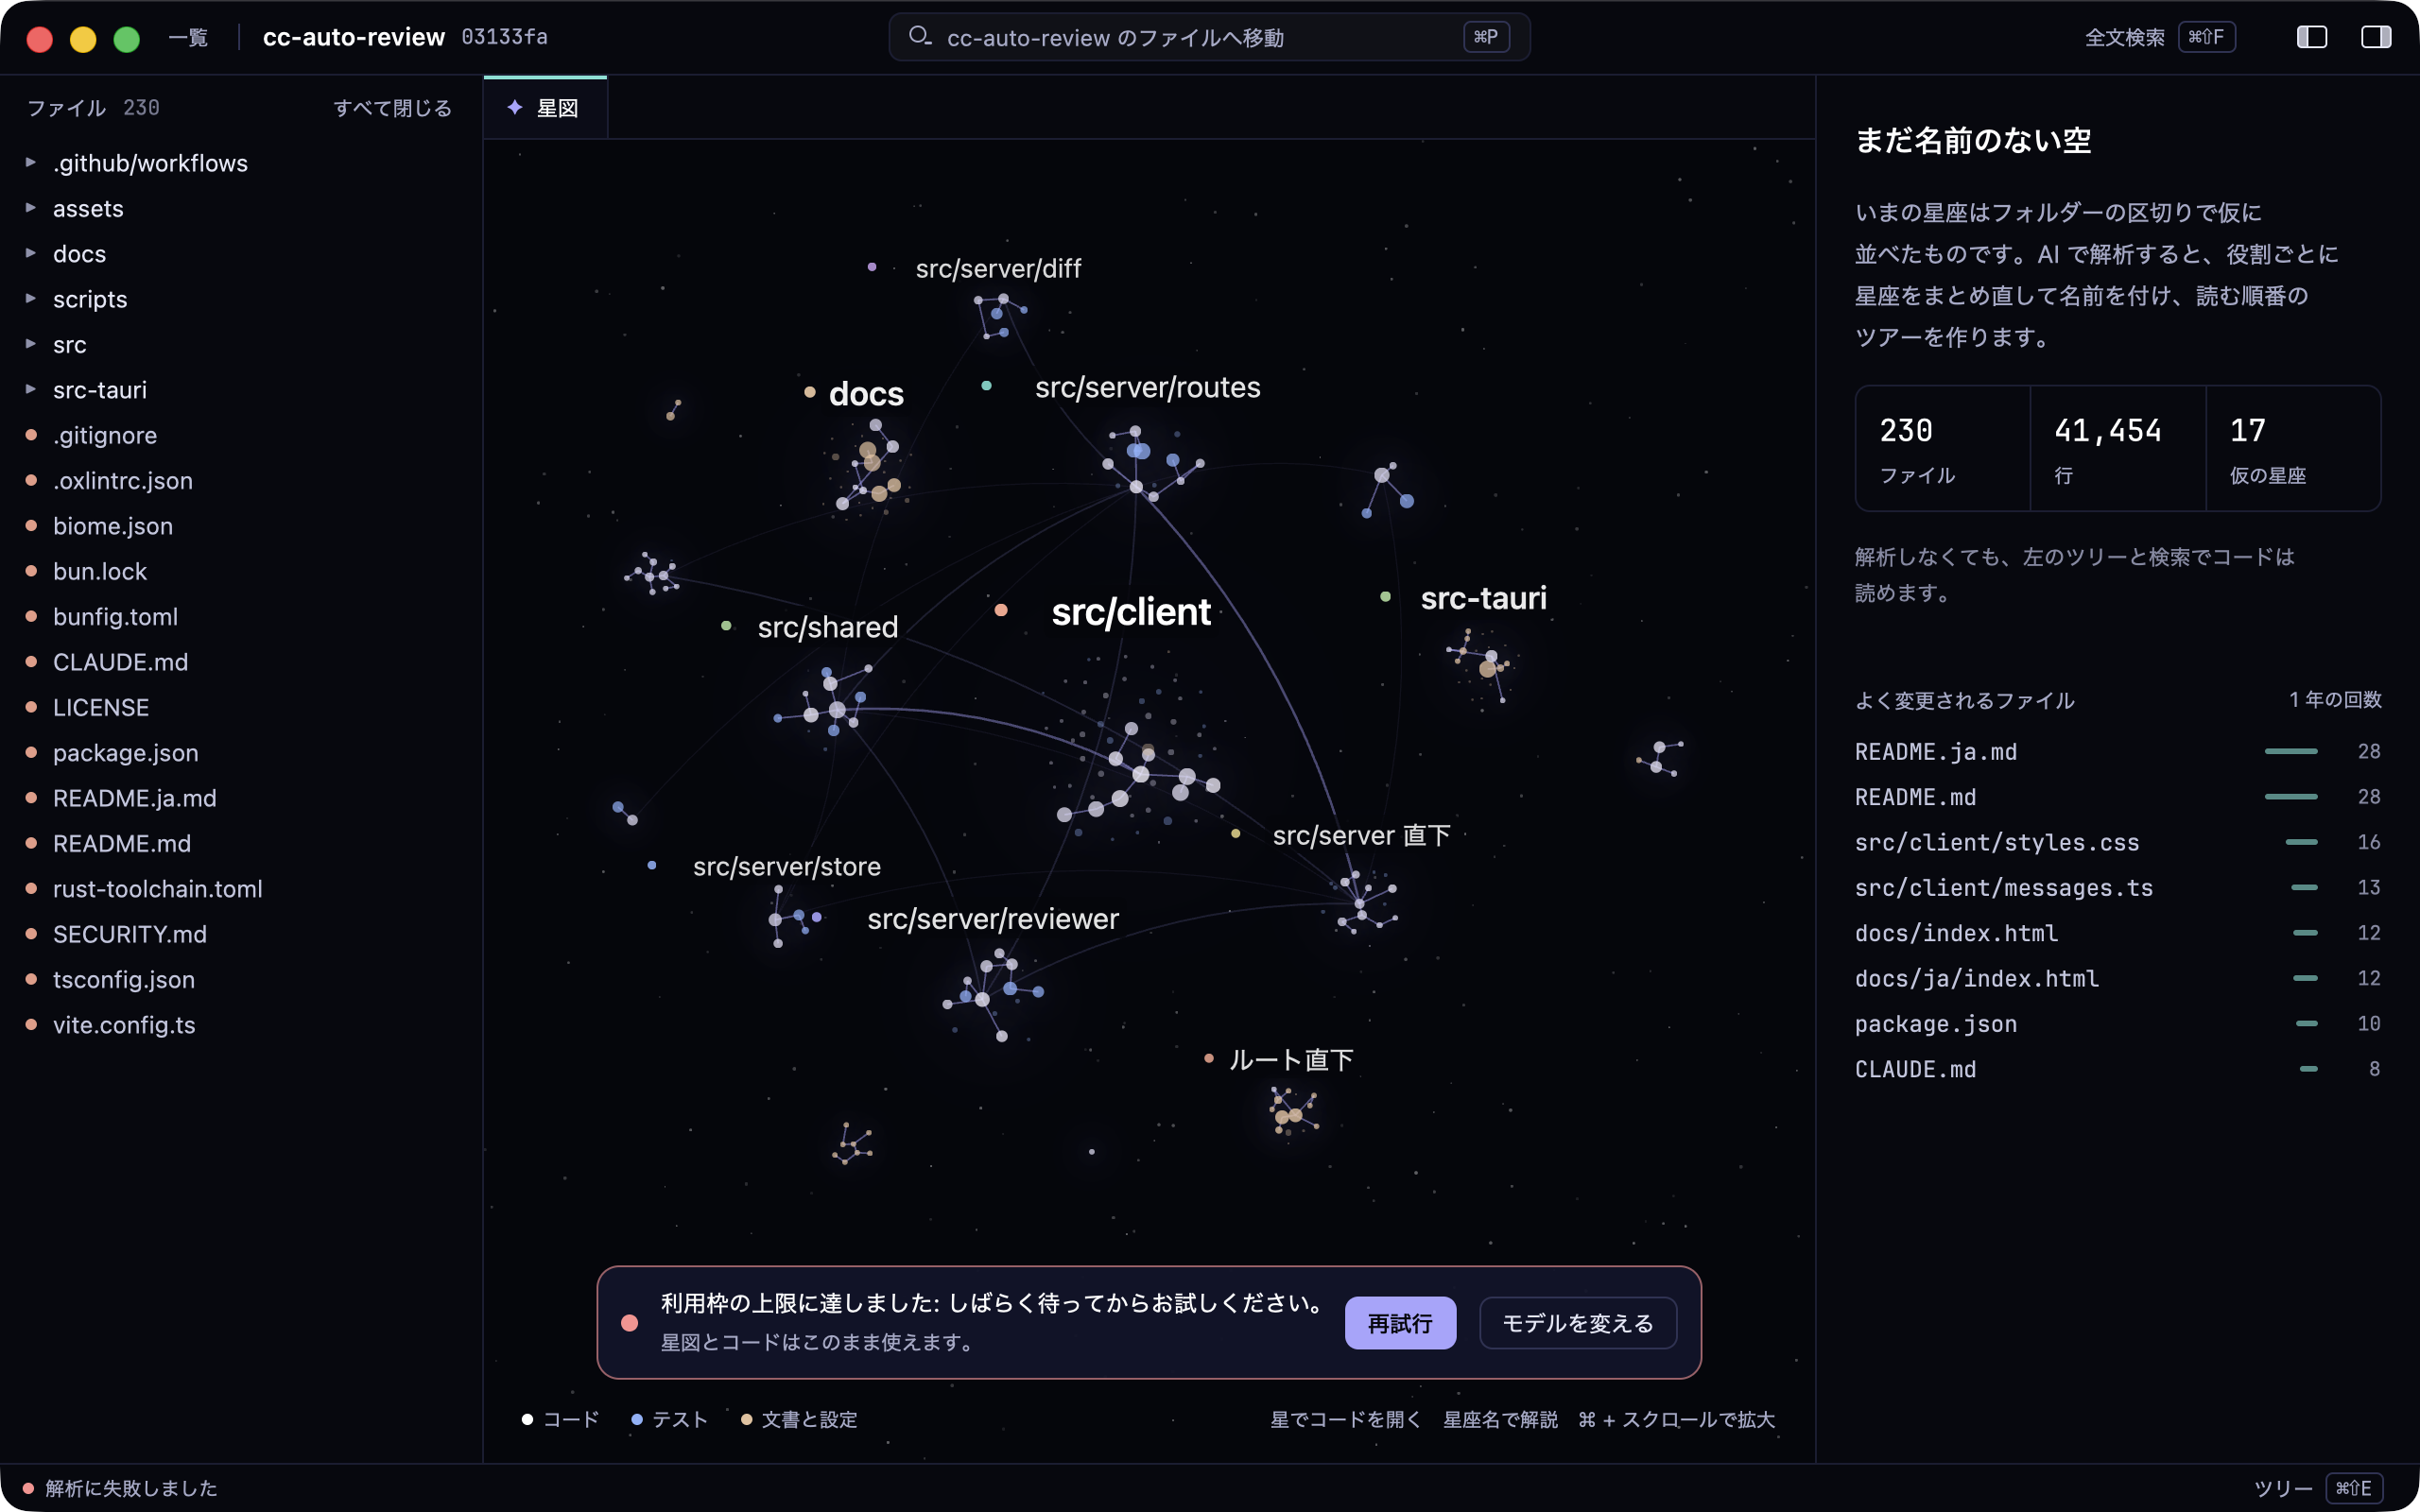 一覧
cc-auto-review 03133fa
cc-auto-review のファイルへ移動 ⌘P
全文検索 ⌘⇧F
ファイル 230 すべて閉じる
.github/workflows
assets
docs
scripts
src
src-tauri
.gitignore
.oxlintrc.json
biome.json
bun.lock
bunfig.toml
CLAUDE.md
LICENSE
package.json
README.ja.md
README.md
rust-toolchain.toml
SECURITY.md
tsconfig.json
vite.config.ts
星図
src/server/diff
docs
src/server/routes
src/shared
src/client
src-tauri
src/server 直下
src/server/store
src/server/reviewer
ルート直下
利用枠の上限に達しました: しばらく待ってからお試しください。
星図とコードはこのまま使えます。
再試行
モデルを変える
コード テスト 文書と設定
星でコードを開く 星座名で解説 ⌘ + スクロールで拡大
まだ名前のない空
いまの星座はフォルダーの区切りで仮に
並べたものです。AI で解析すると、役割ごとに
星座をまとめ直して名前を付け、読む順番の
ツアーを作ります。
230 41,454 17
ファイル 行 仮の星座
解析しなくても、左のツリーと検索でコードは
読めます。
よく変更されるファイル 1 年の回数
README.ja.md 28
README.md 28
src/client/styles.css 16
src/client/messages.ts 13
docs/index.html 12
docs/ja/index.html 12
package.json 10
CLAUDE.md 8
解析に失敗しました
ツリー ⌘⇧E